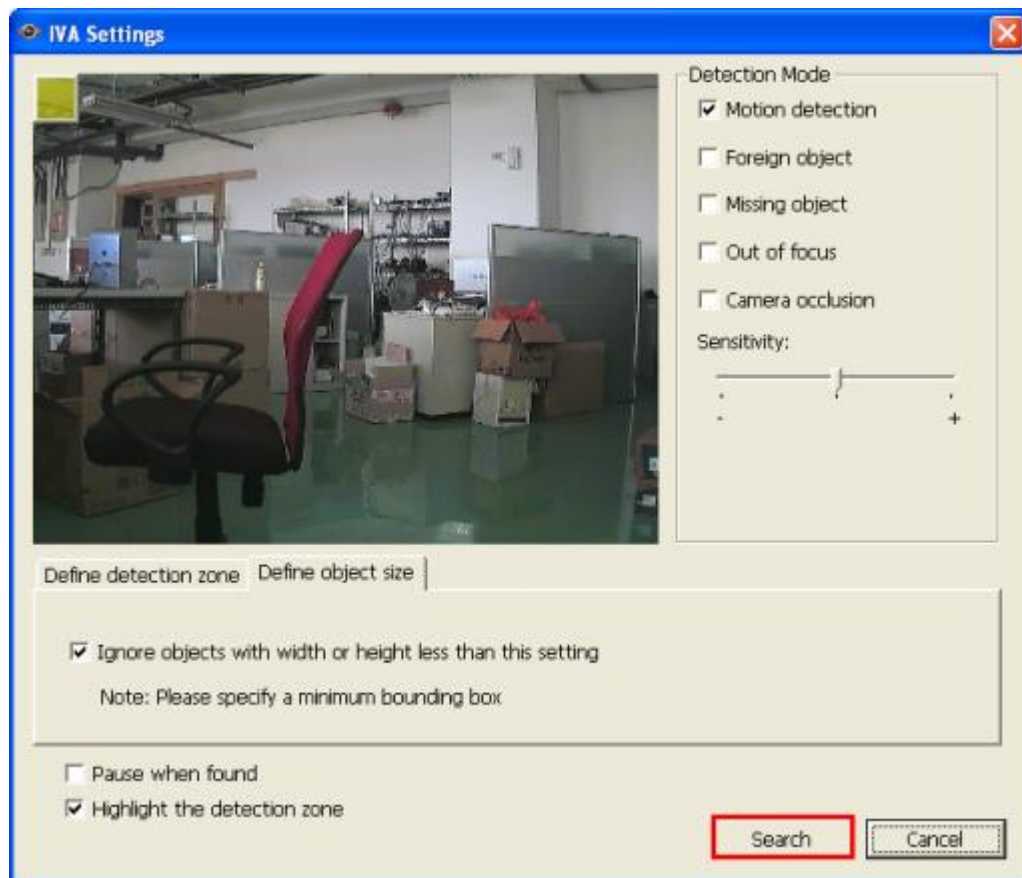 IVA Settings
Detection Mode
Motion detection
Foreign object
Missing object
Out of focus
Camera occlusion
Sensitivity:
- +
Define detection zone Define object size
Ignore objects with width or height less than this setting
Note: Please specify a minimum bounding box
Pause when found
Highlight the detection zone
Search Cancel